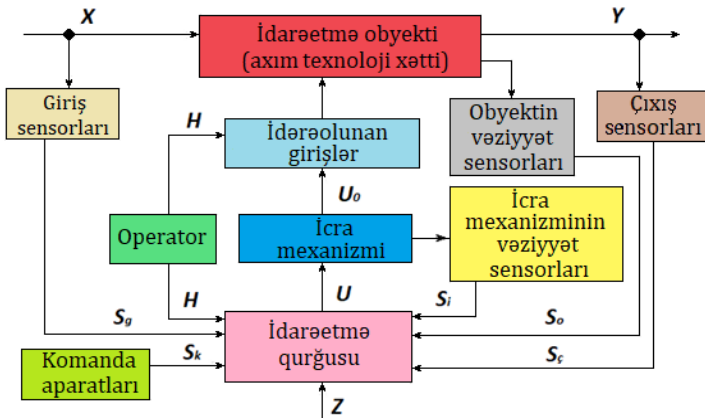 X
İdarəetmə obyekti
(axım texnoloji xətti)
Y
Giriş
sensorları
H
İdərəolunan
girişlər
Obyektin
vəziyyət
sensorları
Çıxış
sensorları
U₀
Operator
İcra
mexanizmi
İcra
mexanizminin
vəziyyət
sensorları
H
U
Sᵢ
S₉
Sₒ
İdarəetmə
qurğusu
Komanda
aparatları
Sₖ
Sç
Z